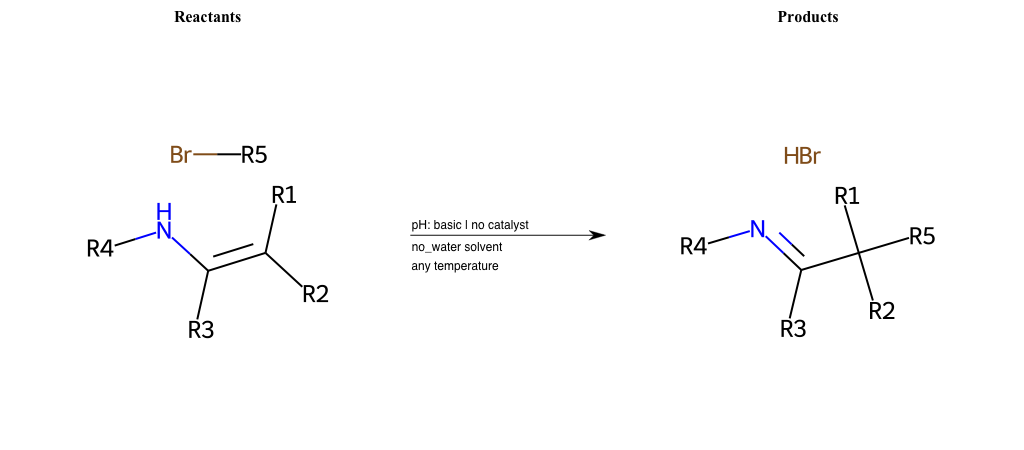 Reactants Products
Br R5
HBr
R1
R1
H
N
N
R4
R4
R5
pH: basic | no catalyst
no_water solvent
any temperature
R2
R2
R3
R3